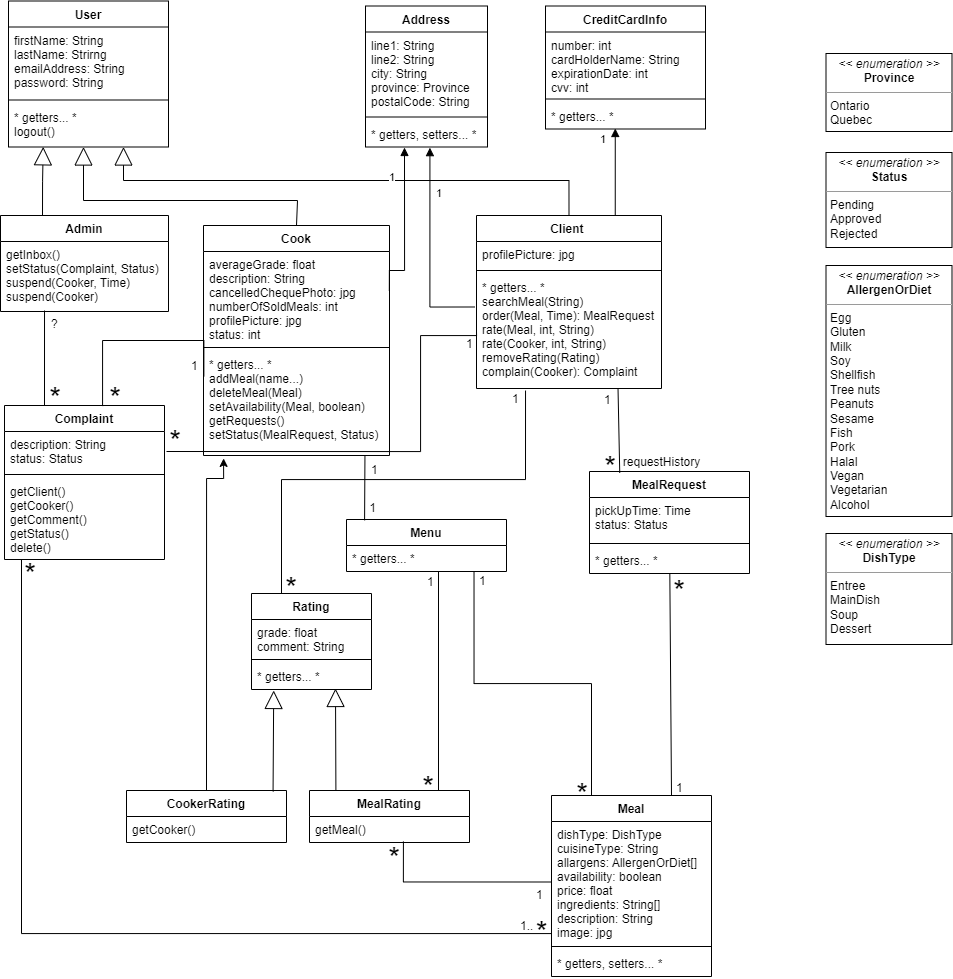 User
firstName: String
lastName: Strirng
emailAddress: String
password: String
* getters... *
logout()
Address
line1: String
line2: String
city: String
province: Province
postalCode: String
* getters, setters... *
CreditCardInfo
number: int
cardHolderName: String
expirationDate: int
cvv: int
* getters... *
1
1
1
Admin
getInbox()
setStatus(Complaint, Status)
suspend(Cooker, Time)
suspend(Cooker)
?
*
*
1
Cook
averageGrade: float
description: String
cancelledChequePhoto: jpg
numberOfSoldMeals: int
profilePicture: jpg
status: int
* getters... *
addMeal(name...)
deleteMeal(Meal)
setAvailability(Meal, boolean)
getRequests()
setStatus(MealRequest, Status)
Client
profilePicture: jpg
* getters... *
searchMeal(String)
order(Meal, Time): MealRequest
rate(Meal, int, String)
rate(Cooker, int, String)
removeRating(Rating)
complain(Cooker): Complaint
1
1
1
*
Complaint
description: String
status: Status
getClient()
getCooker()
getComment()
getStatus()
delete()
*
1
1
* requestHistory
MealRequest
pickUpTime: Time
status: Status
* getters... *
*
Menu
* getters... *
1
1
*
Rating
grade: float
comment: String
* getters... *
CookerRating
getCooker()
*
MealRating
getMeal()
*
1
*
1
Meal
dishType: DishType
cuisineType: String
allargens: AllergenOrDiet[]
availability: boolean
price: float
ingredients: String[]
description: String
image: jpg
* getters, setters... *
1.. *
<< enumeration >>
Province
Ontario
Quebec
<< enumeration >>
Status
Pending
Approved
Rejected
<< enumeration >>
AllergenOrDiet
Egg
Gluten
Milk
Soy
Shellfish
Tree nuts
Peanuts
Sesame
Fish
Pork
Halal
Vegan
Vegetarian
Alcohol
<< enumeration >>
DishType
Entree
MainDish
Soup
Dessert